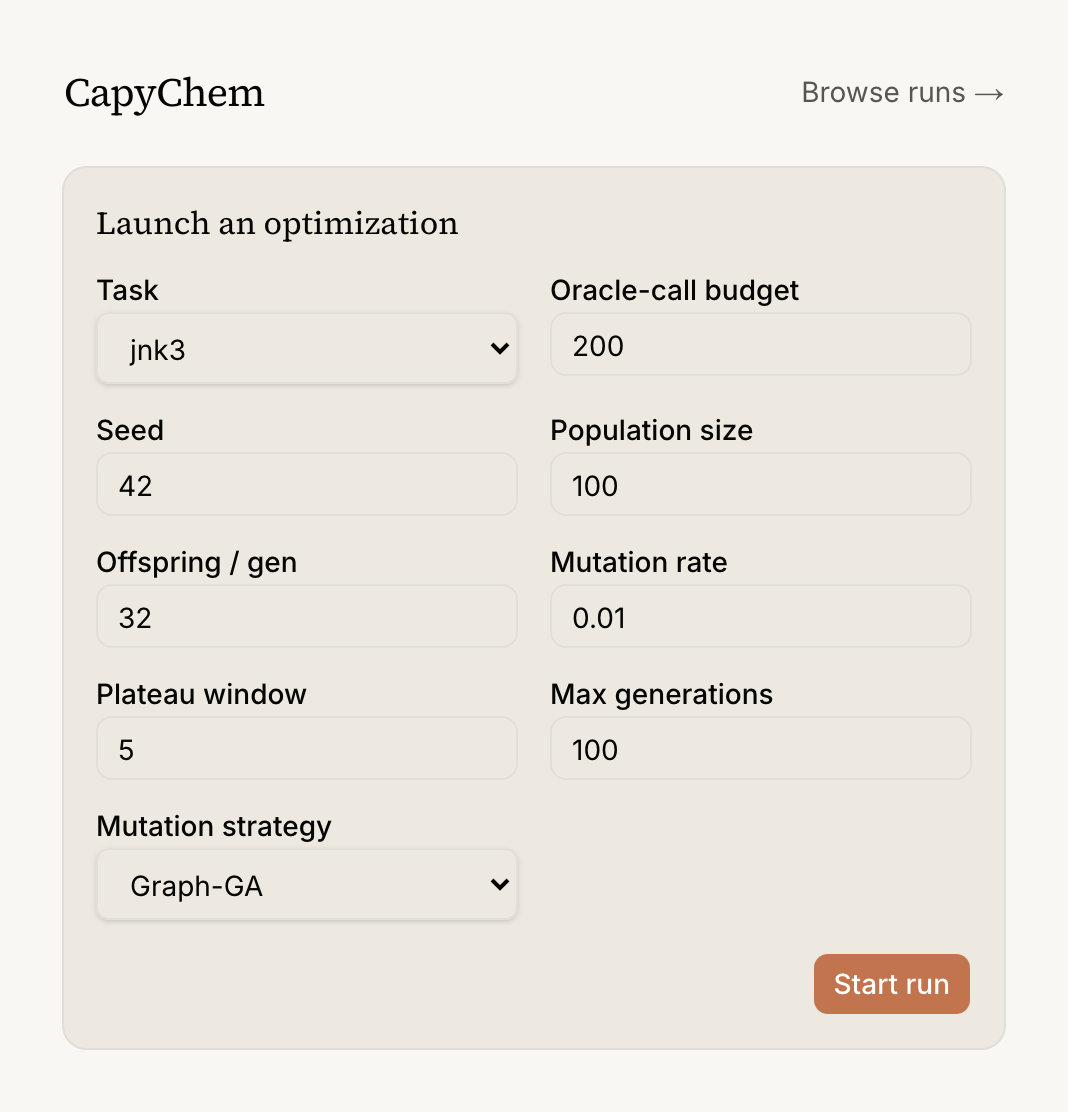 CapyChem
Browse runs →
Launch an optimization
Task
Oracle-call budget
jnk3
200
Seed
Population size
42
100
Offspring / gen
Mutation rate
32
0.01
Plateau window
Max generations
5
100
Mutation strategy
Graph-GA
Start run